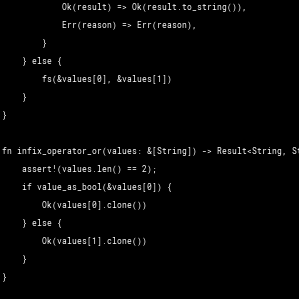 Ok(result) => Ok(result.to_string()),
Err(reason) => Err(reason),
}
} else {
fs(&values[0], &values[1])
}
}
fn infix_operator_or(values: &[String]) -> Result<String, St
assert!(values.len() == 2);
if value_as_bool(&values[0]) {
Ok(values[0].clone())
} else {
Ok(values[1].clone())
}
}